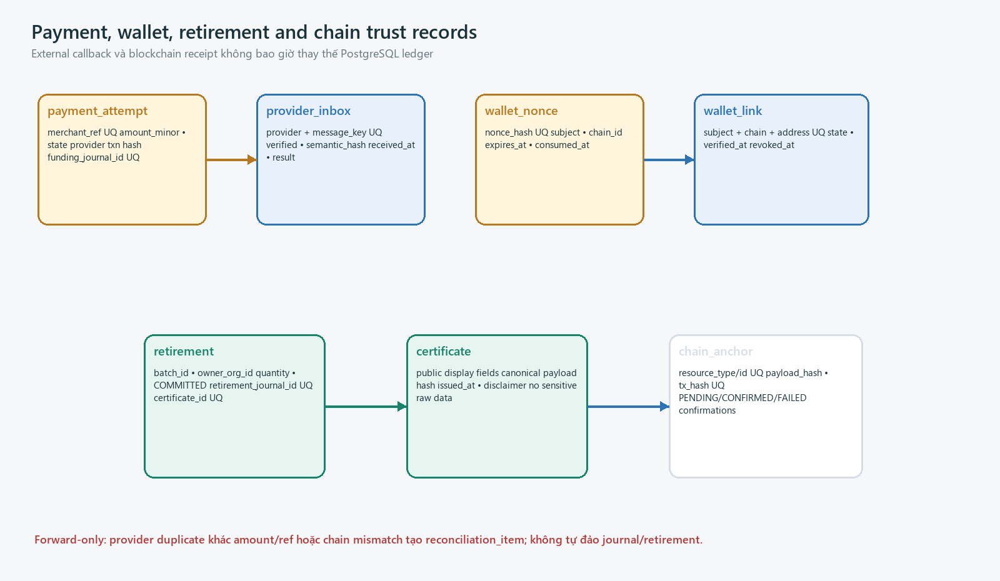 Payment, wallet, retirement and chain trust records
External callback và blockchain receipt không bao giờ thay thế PostgreSQL ledger
payment_attempt
merchant_ref UQ amount_minor •
state provider txn hash
funding_journal_id UQ
provider_inbox
provider + message_key UQ
verified • semantic_hash received_at
• result
wallet_nonce
nonce_hash UQ subject • chain_id
expires_at • consumed_at
wallet_link
subject + chain + address UQ state •
verified_at revoked_at
retirement
batch_id • owner_org_id quantity •
COMMITTED retirement_journal_id UQ
certificate_id UQ
certificate
public display fields canonical payload
hash issued_at • disclaimer no sensitive
raw data
chain_anchor
resource_type/id UQ payload_hash •
tx_hash UQ
PENDING/CONFIRMED/FAILED
confirmations
Forward-only: provider duplicate khác amount/ref hoặc chain mismatch tạo reconciliation_item; không tự đảo journal/retirement.